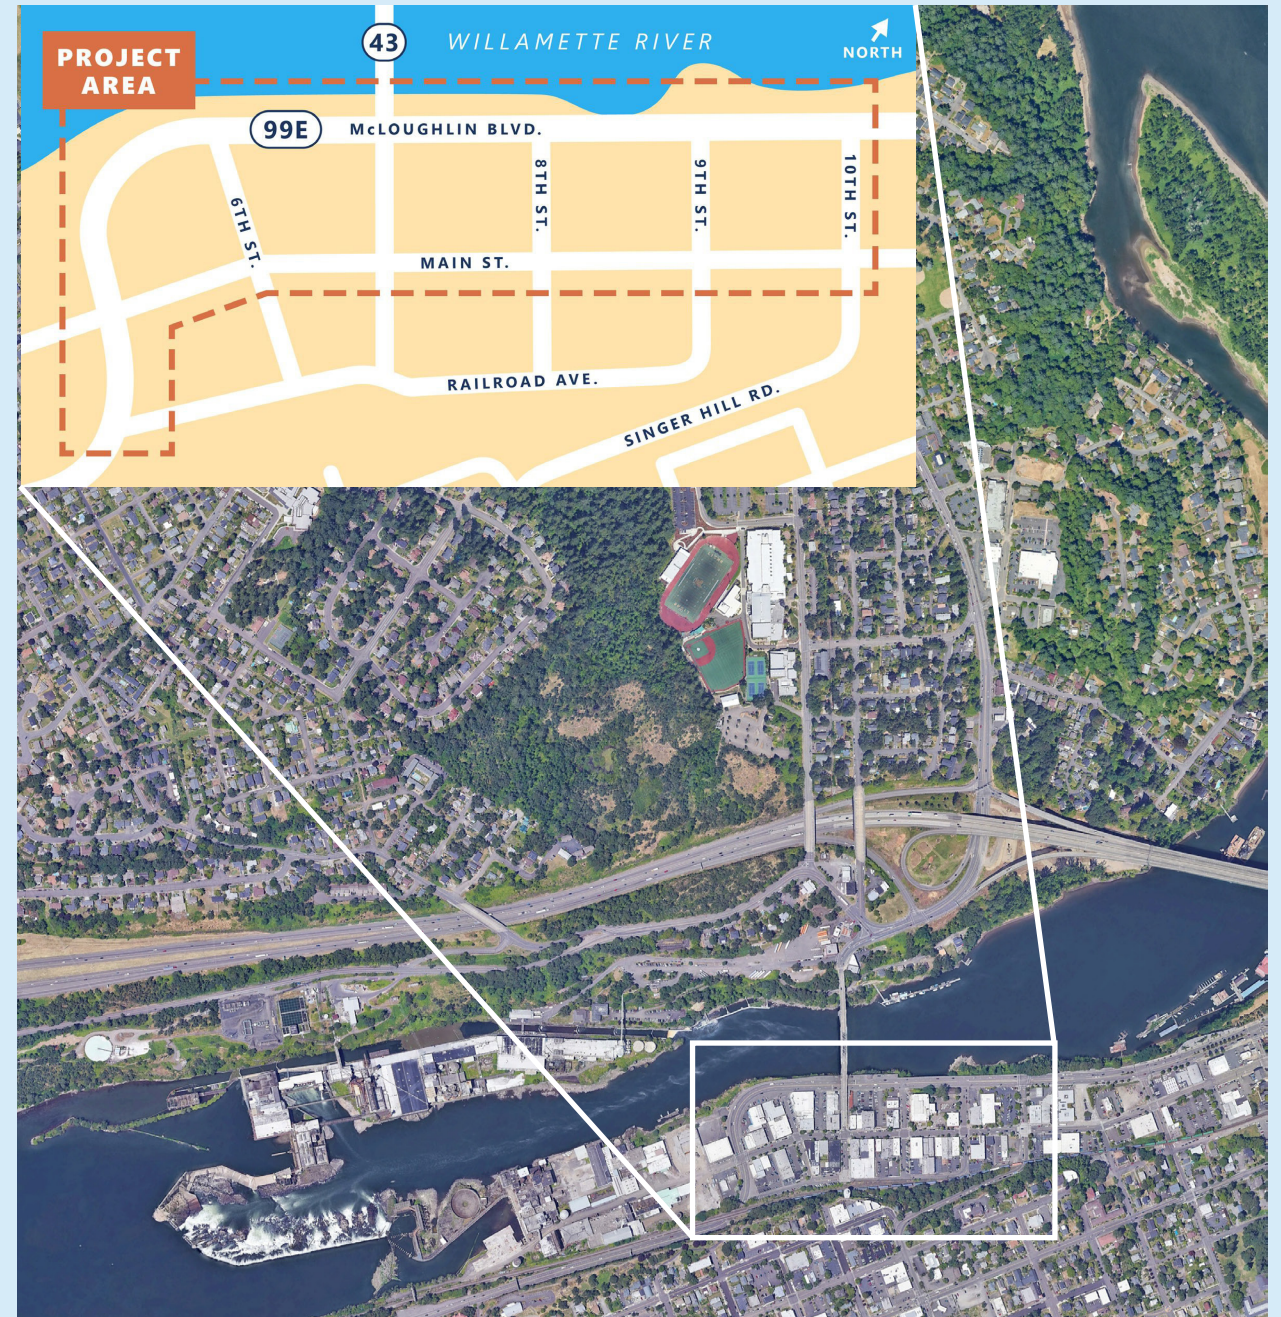 PROJECT
AREA
43
WILLAMETTE RIVER
NORTH
99E
McLOUGHLIN BLVD.
6TH ST.
8TH ST.
9TH ST.
10TH ST.
MAIN ST.
RAILROAD AVE.
SINGER HILL RD.